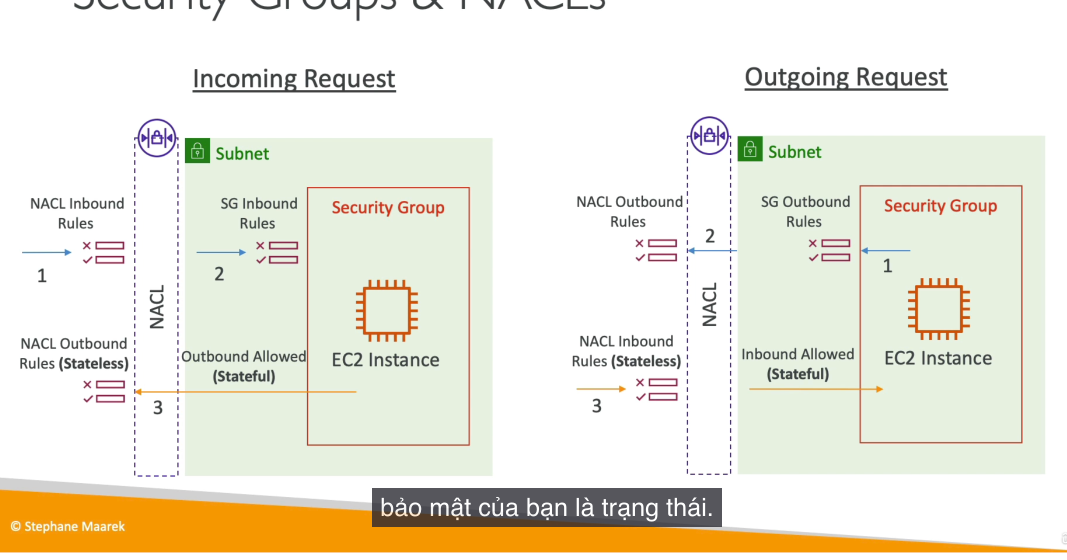 Security Groups & NACLs
Incoming Request
Subnet
NACL Inbound
Rules
1
SG Inbound
Rules
2
Security Group
NACL
EC2 Instance
NACL Outbound
Rules (Stateless)
Outbound Allowed
(Stateful)
3
Outgoing Request
Subnet
NACL Outbound
Rules
2
SG Outbound
Rules
1
Security Group
NACL
EC2 Instance
NACL Inbound
Rules (Stateless)
3
Inbound Allowed
(Stateful)
bảo mật của bạn là trạng thái.
© Stephane Maarek